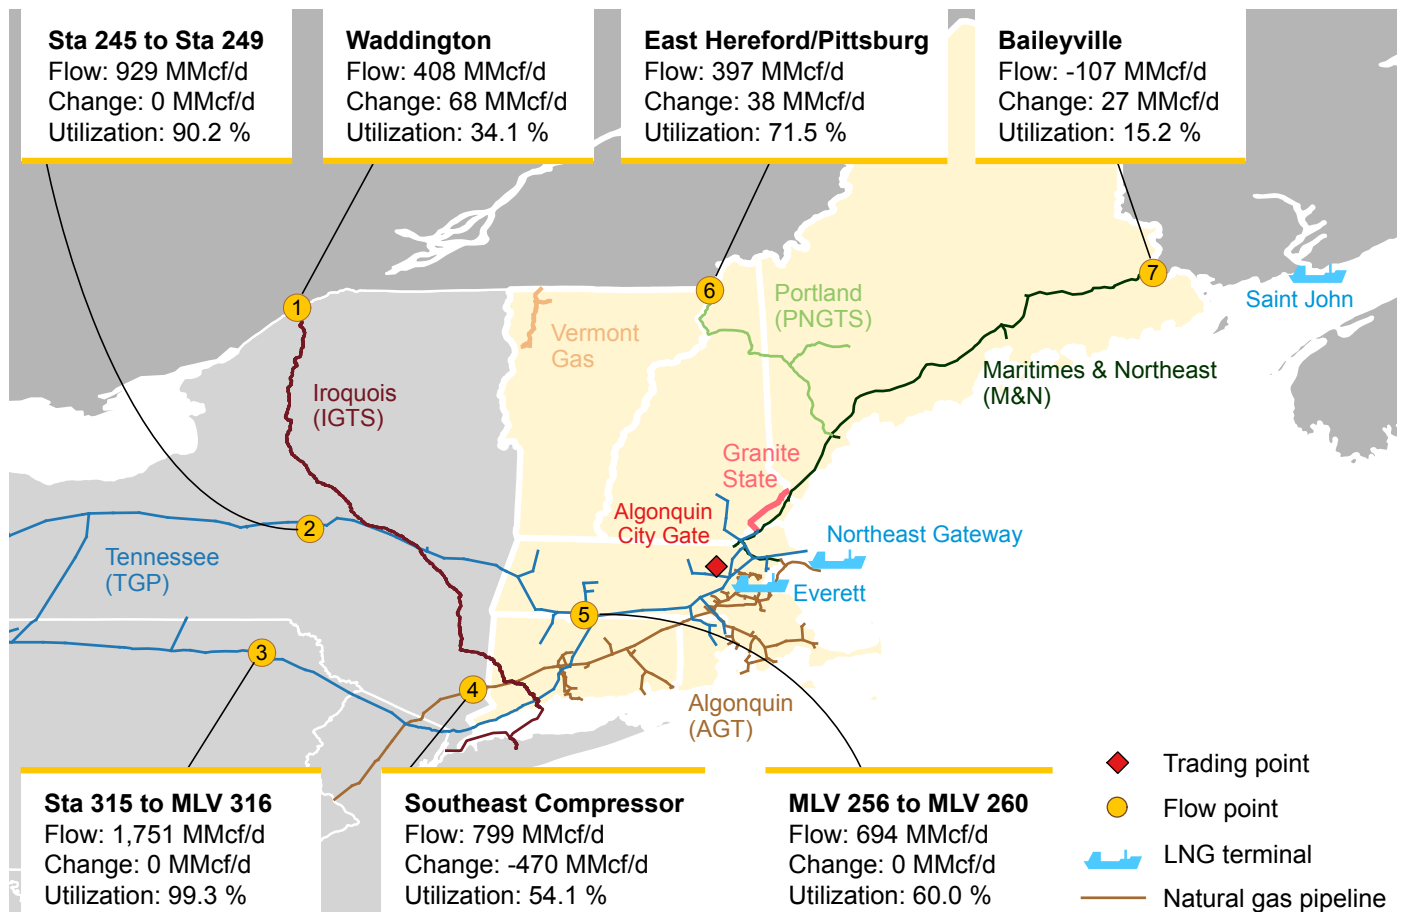 Sta 245 to Sta 249
Flow: 929 MMcf/d
Change: 0 MMcf/d
Utilization: 90.2 %
Waddington
Flow: 408 MMcf/d
Change: 68 MMcf/d
Utilization: 34.1 %
East Hereford/Pittsburg
Flow: 397 MMcf/d
Change: 38 MMcf/d
Utilization: 71.5 %
Baileyville
Flow: -107 MMcf/d
Change: 27 MMcf/d
Utilization: 15.2 %
1
6
7
Portland
(PNGTS)
Saint John
Vermont
Gas
Iroquois
(IGTS)
Maritimes & Northeast
(M&N)
Granite
State
Algonquin
City Gate
2
Northeast Gateway
Tennessee
(TGP)
Everett
5
3
4
Algonquin
(AGT)
Sta 315 to MLV 316
Flow: 1,751 MMcf/d
Change: 0 MMcf/d
Utilization: 99.3 %
Southeast Compressor
Flow: 799 MMcf/d
Change: -470 MMcf/d
Utilization: 54.1 %
MLV 256 to MLV 260
Flow: 694 MMcf/d
Change: 0 MMcf/d
Utilization: 60.0 %
Trading point
Flow point
LNG terminal
Natural gas pipeline